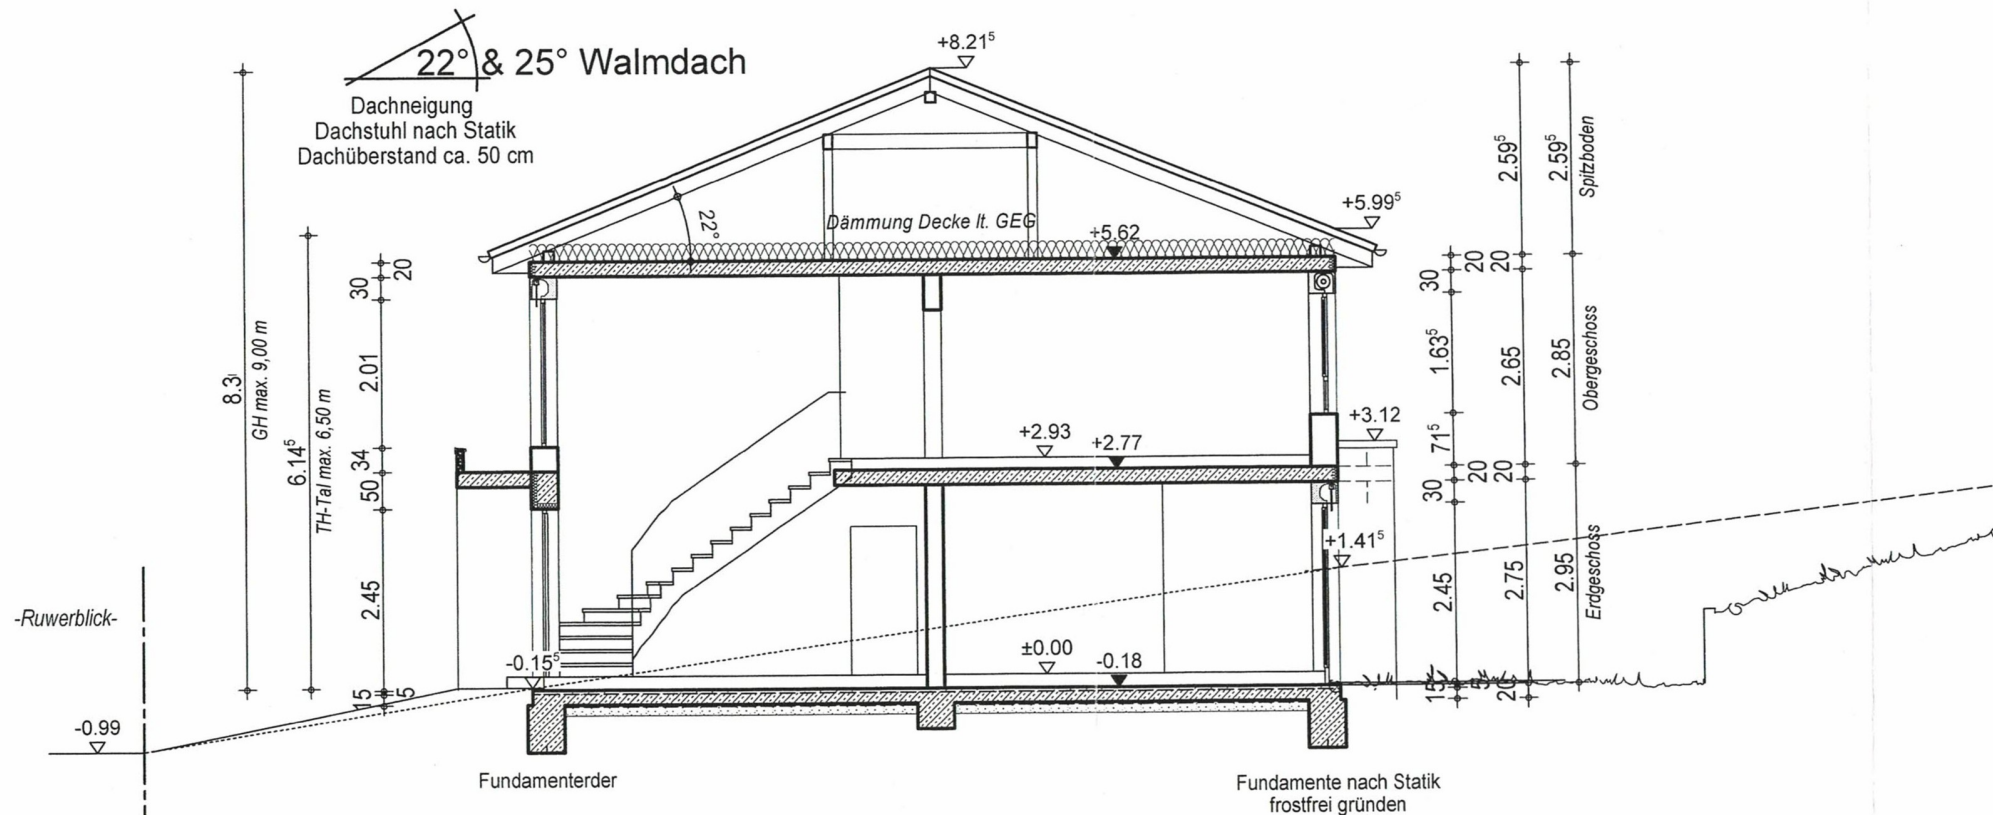 22° & 25° Walmdach
Dachneigung
Dachstuhl nach Statik
Dachüberstand ca. 50 cm
+8.21⁵
22°
Dämmung Decke lt. GEG
+5.62
+5.99⁵
8.3
GH max. 9,00 m
6.14⁵
TH-Tal max. 6,50 m
20
30
2.01
34
50
2.45
15
5
+2.93
+2.77
+3.12
+1.41⁵
-0.15⁵
±0.00
-0.18
-Ruwerblick-
-0.99
30
1.63⁵
71⁵
30
2.45
15
20
20
5
2.59⁵
20
2.65
20
2.75
20
2.59⁵
2.85
2.95
Spitzboden
Obergeschoss
Erdgeschoss
Fundamenterder
Fundamente nach Statik
frostfrei gründen